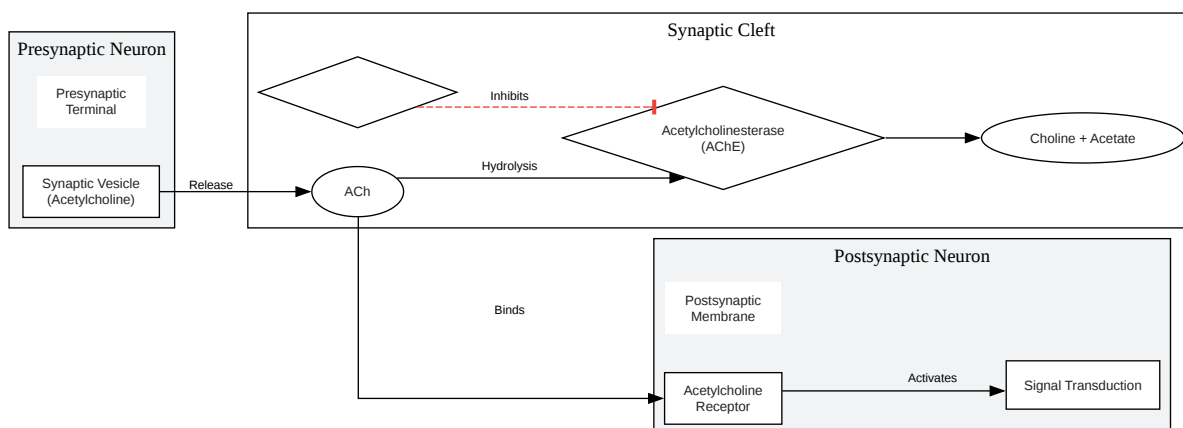 Presynaptic Neuron
Presynaptic
Terminal
Synaptic Vesicle
(Acetylcholine)
Release
Synaptic Cleft
Inhibits
Acetylcholinesterase
(AChE)
Choline + Acetate
Hydrolysis
ACh
Binds
Postsynaptic Neuron
Postsynaptic
Membrane
Acetylcholine
Receptor
Activates
Signal Transduction